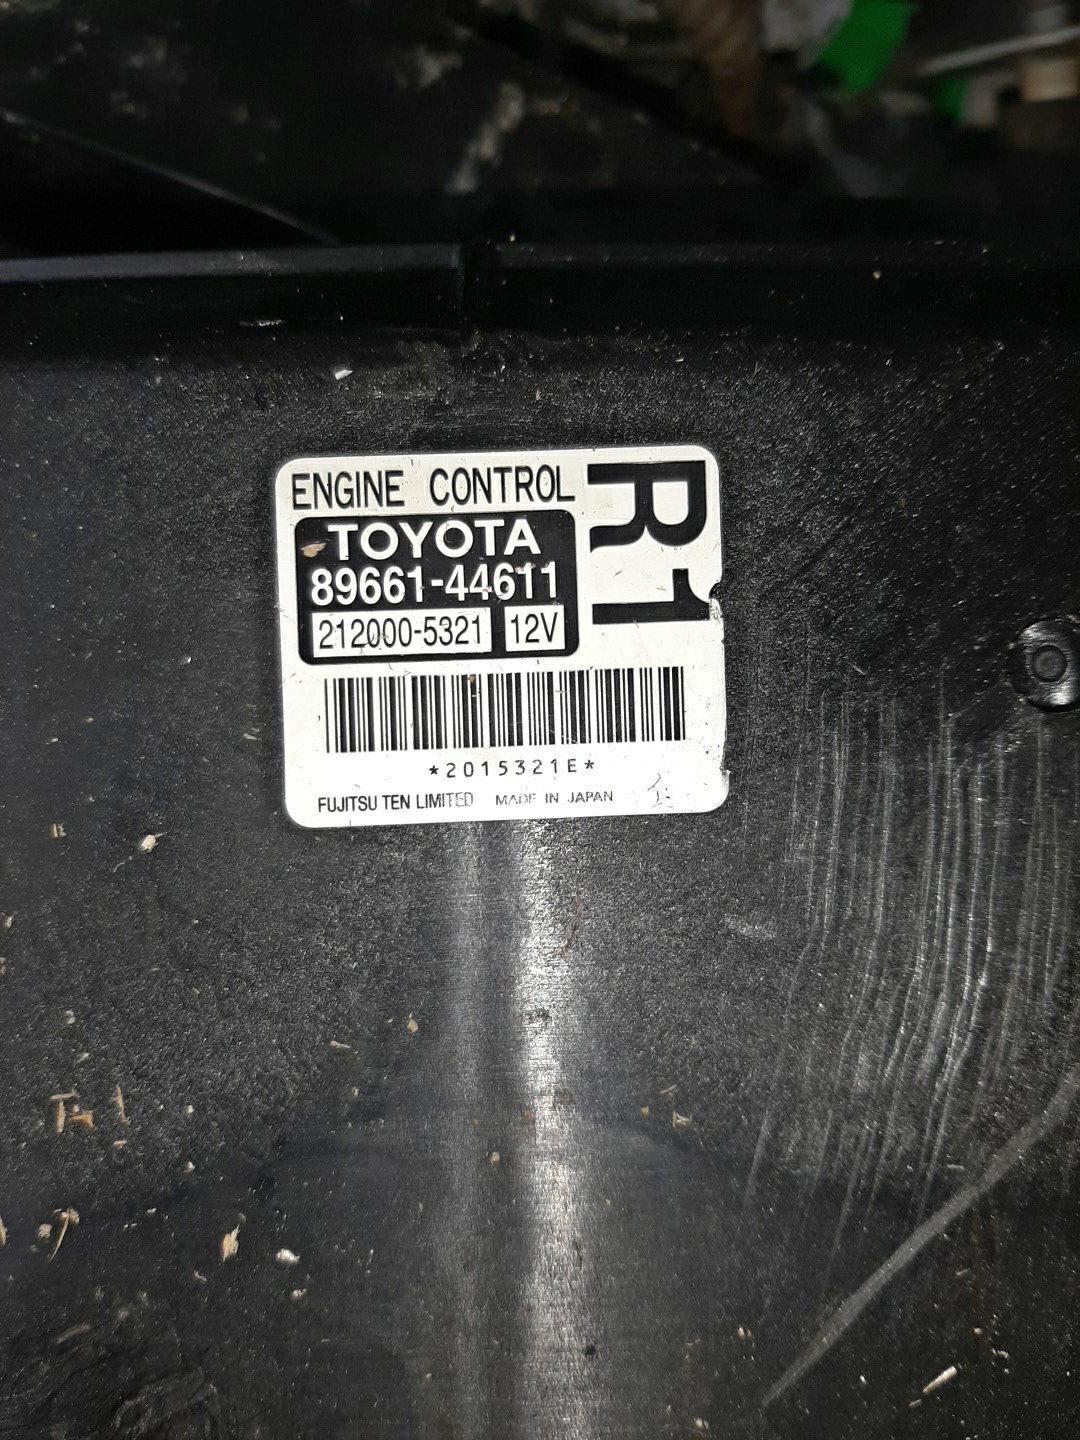 ENGINE CONTROL
R1
TOYOTA
89661-44611
212000-5321 12V
*2015321E*
FUJITSU TEN LIMITED MADE IN JAPAN